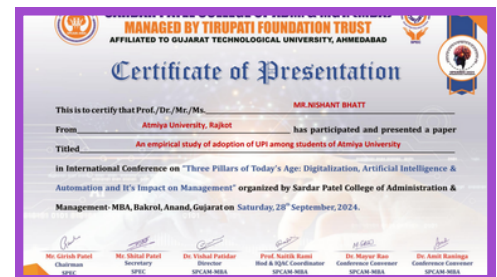 SARDAR PATEL COLLEGE OF
MANAGED BY TIRUPATI FOUNDATION TRUST
AFFILIATED TO GUJARAT TECHNOLOGICAL UNIVERSITY, AHMEDABAD
SPEC
Certificate of Presentation
This is to certify that Prof./Dr./Mr./Ms. MR.NISHANT BHATT
From Atmiya University, Rajkot has participated and presented a paper
Titled An empirical study of adoption of UPI among students of Atmiya University
in International Conference on "Three Pillars of Today's Age: Digitalization, Artificial Intelligence &
Automation and It's Impact on Management" organized by Sardar Patel College of Administration &
Management- MBA, Bakrol, Anand, Gujarat on Saturday, 28th September, 2024.
Mr. Girish Patel Mr. Shital Patel Dr. Vishal Patidar Prof. Naitik Rami Dr. Mayur Rao Dr. Amit Baninga
Chairman Secretary Director Hod & IQAC Coordinator Conference Convener Conference Convener
SPEC SPEC SPCAM-MBA SPCAM-MBA SPCAM-MBA SPCAM-MBA